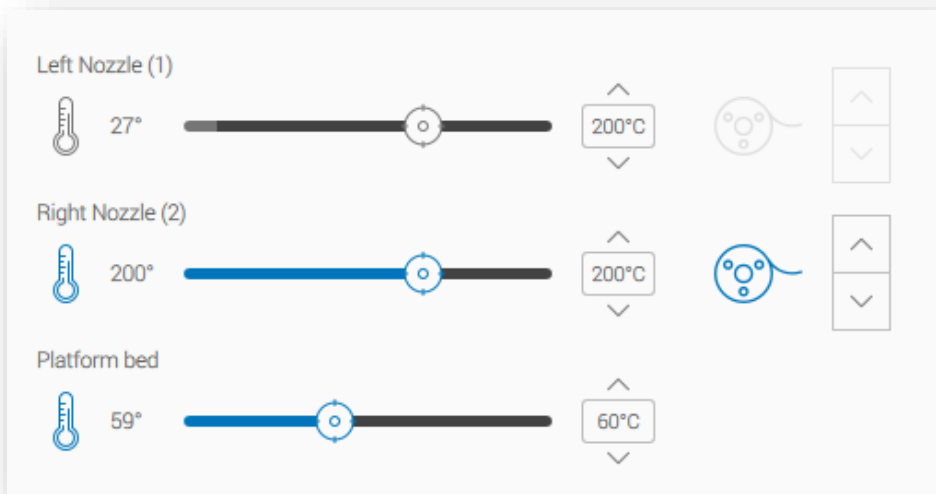 Left Nozzle (1)
27° 200°C
Right Nozzle (2)
200° 200°C
Platform bed
59° 60°C